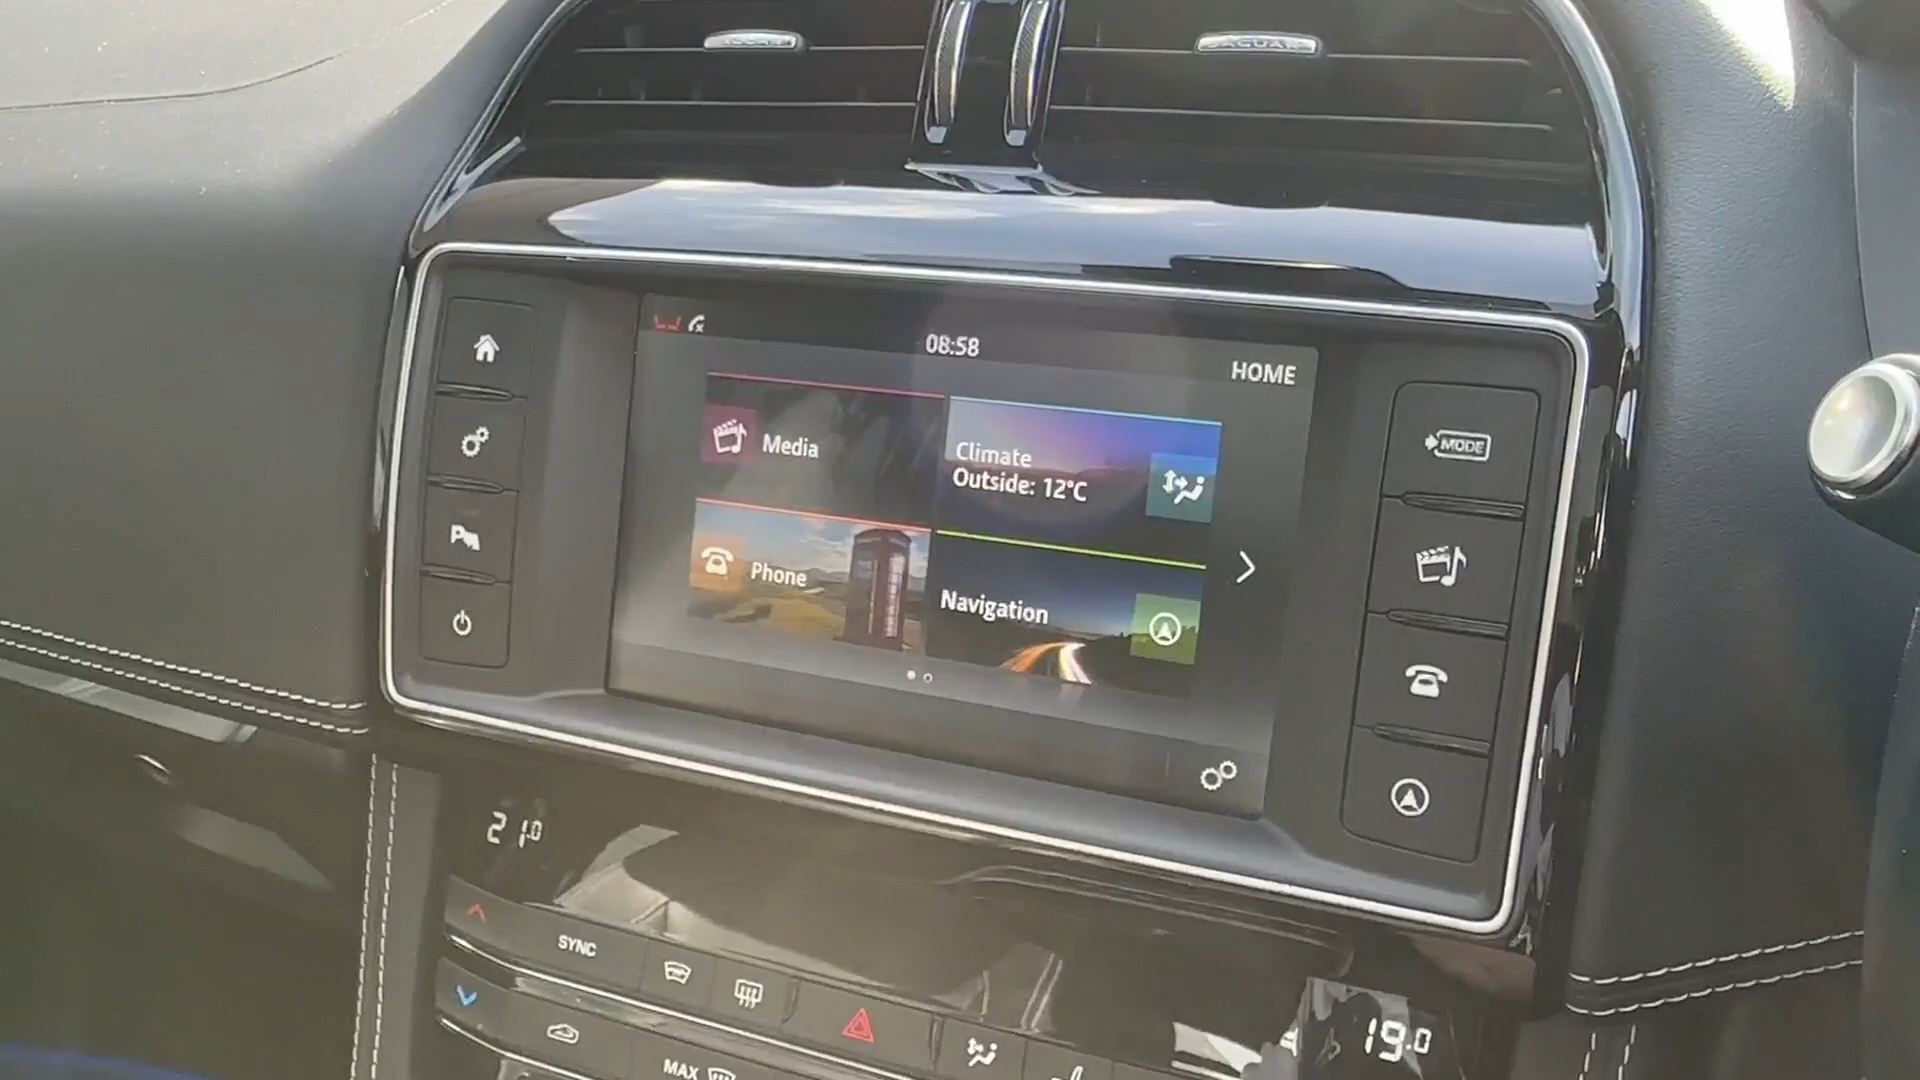 JAGUAR
JAGUAR
08:58
HOME
Media
Climate
Outside: 12°C
Phone
Navigation
MODE
21.0
SYNC
MAX
19.0